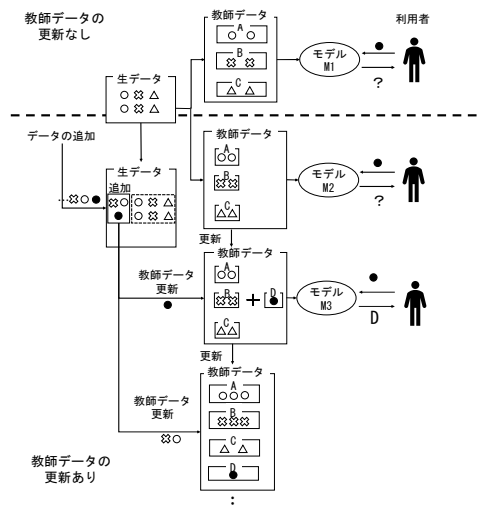 教師データの
更新なし
教師データ
A
B
C
モデル
M1
利用者
?
生データ
データの追加
生データ
追加
教師データ
A
B
C
モデル
M2
?
更新
教師データ
A
B
C
+
D
モデル
M3
D
教師データ
更新
更新
教師データ
A
B
C
D
教師データ
更新
教師データの
更新あり